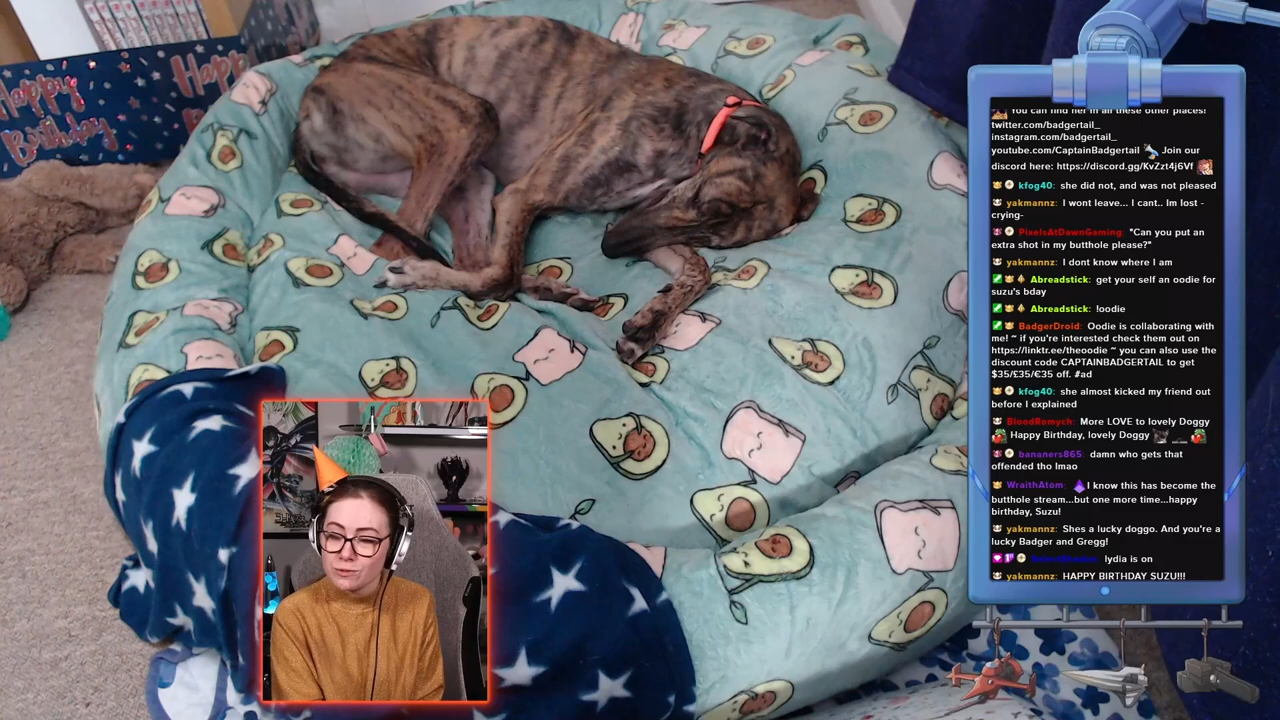 Happy
Birthday
Happ
You can find her in all these other places!
twitter.com/badgertail_
instagram.com/badgertail_
youtube.com/CaptainBadgertail Join our
discord here: https://discord.gg/KvZzt4j6Vf
kfog40: she did not, and was not pleased
yakmannz: I wont leave... I cant.. Im lost -
crying-
PixelsAtDawnGaming: "Can you put an
extra shot in my butthole please?"
yakmannz: I dont know where I am
Abreadstick: get your self an oodie for
suzu's bday
Abreadstick: !oodie
BadgerDroid: Oodie is collaborating with
me! ~ if you're interested check them out on
https://linktr.ee/theoodie ~ you can also use the
discount code CAPTAINBADGERTAIL to get
$35/£35/€35 off. #ad
kfog40: she almost kicked my friend out
before I explained
BloodRomych: More LOVE to lovely Doggy
Happy Birthday, lovely Doggy
bananers865: damn who gets that
offended tho lmao
WraithAtom: I know this has become the
butthole stream...but one more time...happy
birthday, Suzu!
yakmannz: Shes a lucky doggo. And you're a
lucky Badger and Gregg!
lydia is on
yakmannz: HAPPY BIRTHDAY SUZU!!!